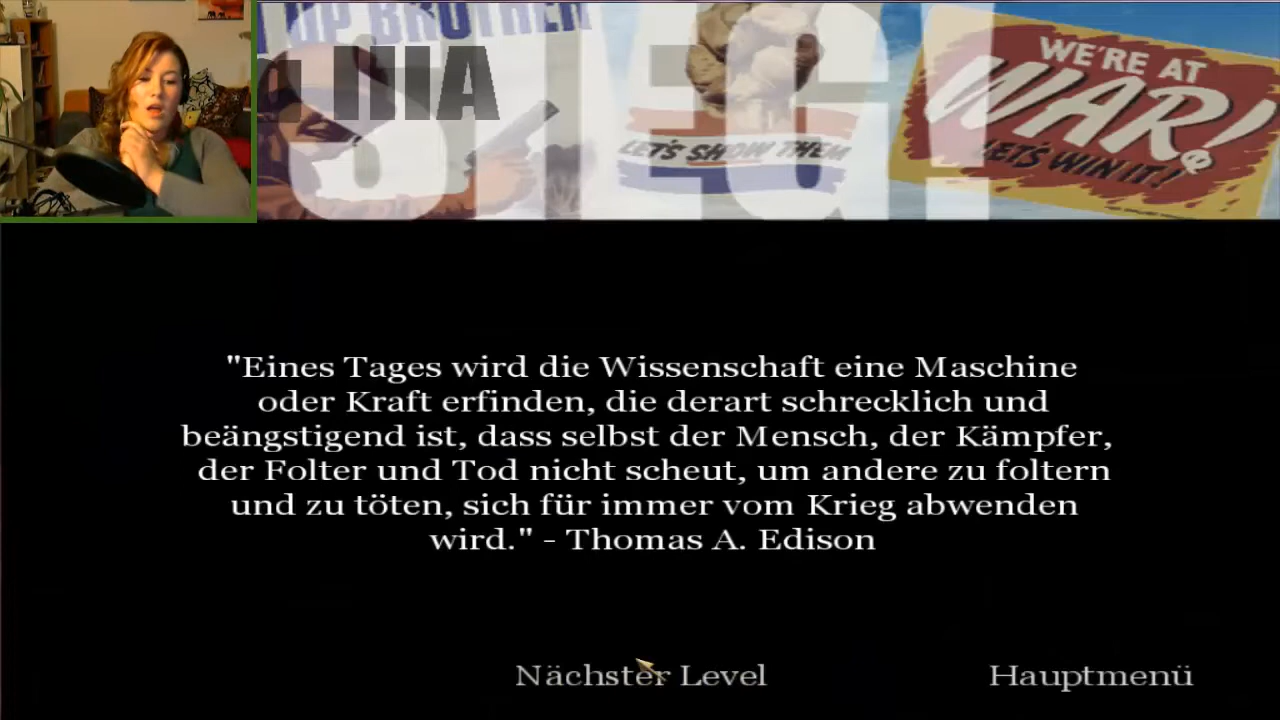 UP BROTHER
SIEG!
LET'S SHOW THEM
WE'RE AT
WAR!
LET'S WIN IT!
"Eines Tages wird die Wissenschaft eine Maschine
oder Kraft erfinden, die derart schrecklich und
beängstigend ist, dass selbst der Mensch, der Kämpfer,
der Folter und Tod nicht scheut, um andere zu foltern
und zu töten, sich für immer vom Krieg abwenden
wird." - Thomas A. Edison
Nächster Level
Hauptmenü